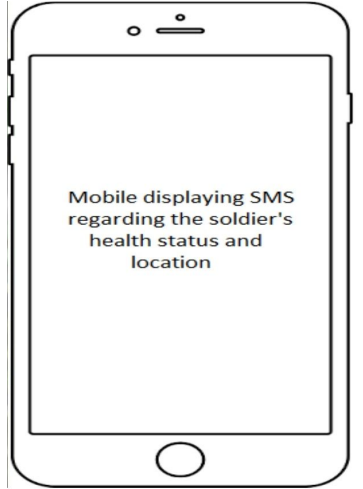 Mobile displaying SMS
regarding the soldier's
health status and
location